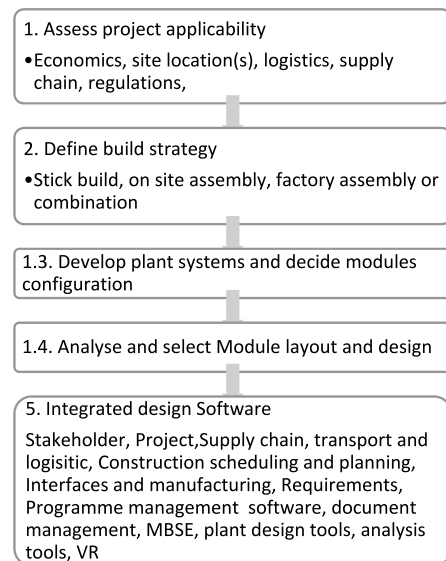 1. Assess project applicability
•Economics, site location(s), logistics, supply
chain, regulations,
2. Define build strategy
•Stick build, on site assembly, factory assembly or
combination
1.3. Develop plant systems and decide modules
configuration
1.4. Analyse and select Module layout and design
5. Integrated design Software
Stakeholder, Project,Supply chain, transport and
logisitic, Construction scheduling and planning,
Interfaces and manufacturing, Requirements,
Programme management software, document
management, MBSE, plant design tools, analysis
tools, VR